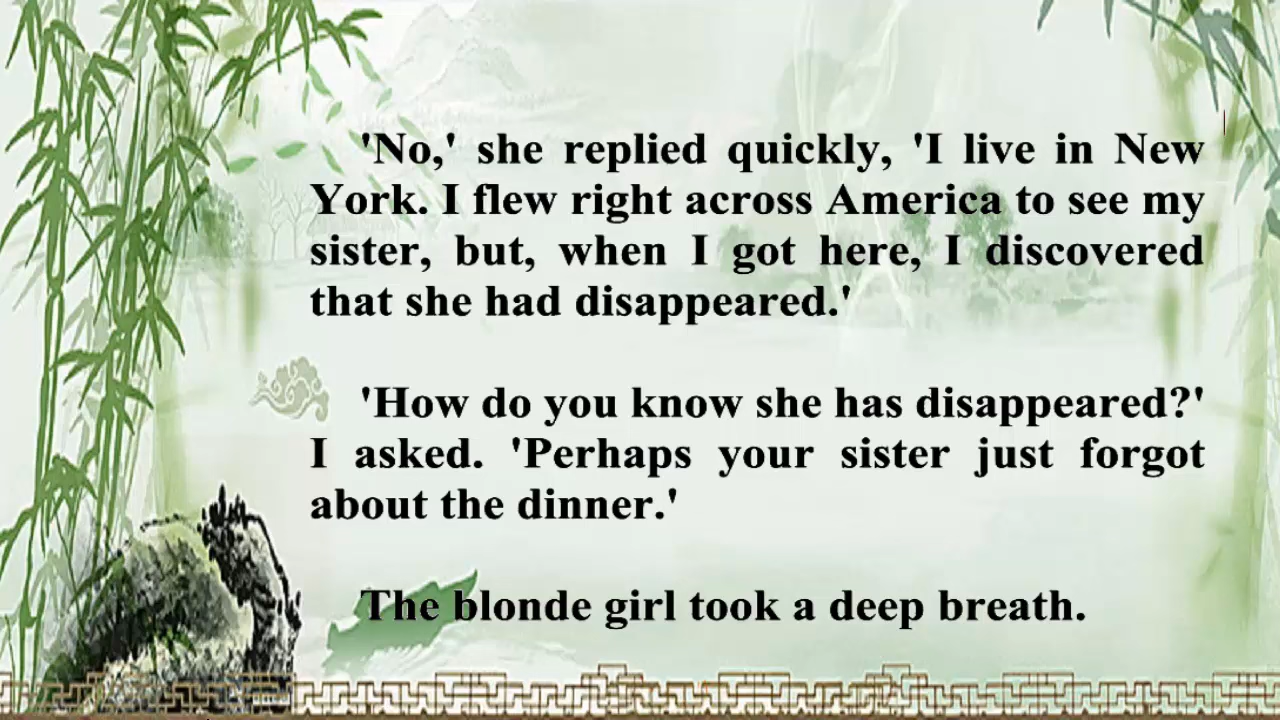 'No,' she replied quickly, 'I live in New
York. I flew right across America to see my
sister, but, when I got here, I discovered
that she had disappeared.'
'How do you know she has disappeared?'
I asked. 'Perhaps your sister just forgot
about the dinner.'
The blonde girl took a deep breath.